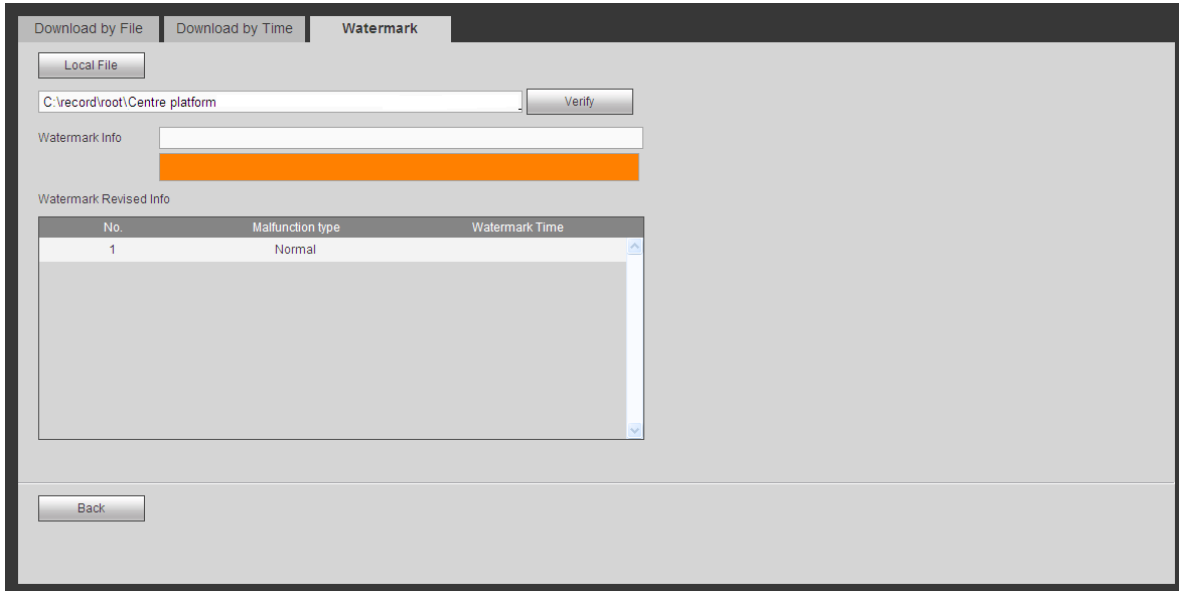 Download by File Download by Time Watermark
Local File
C:\record\root\Centre platform Verify
Watermark Info
Watermark Revised Info
No. Malfunction type Watermark Time
1 Normal
Back